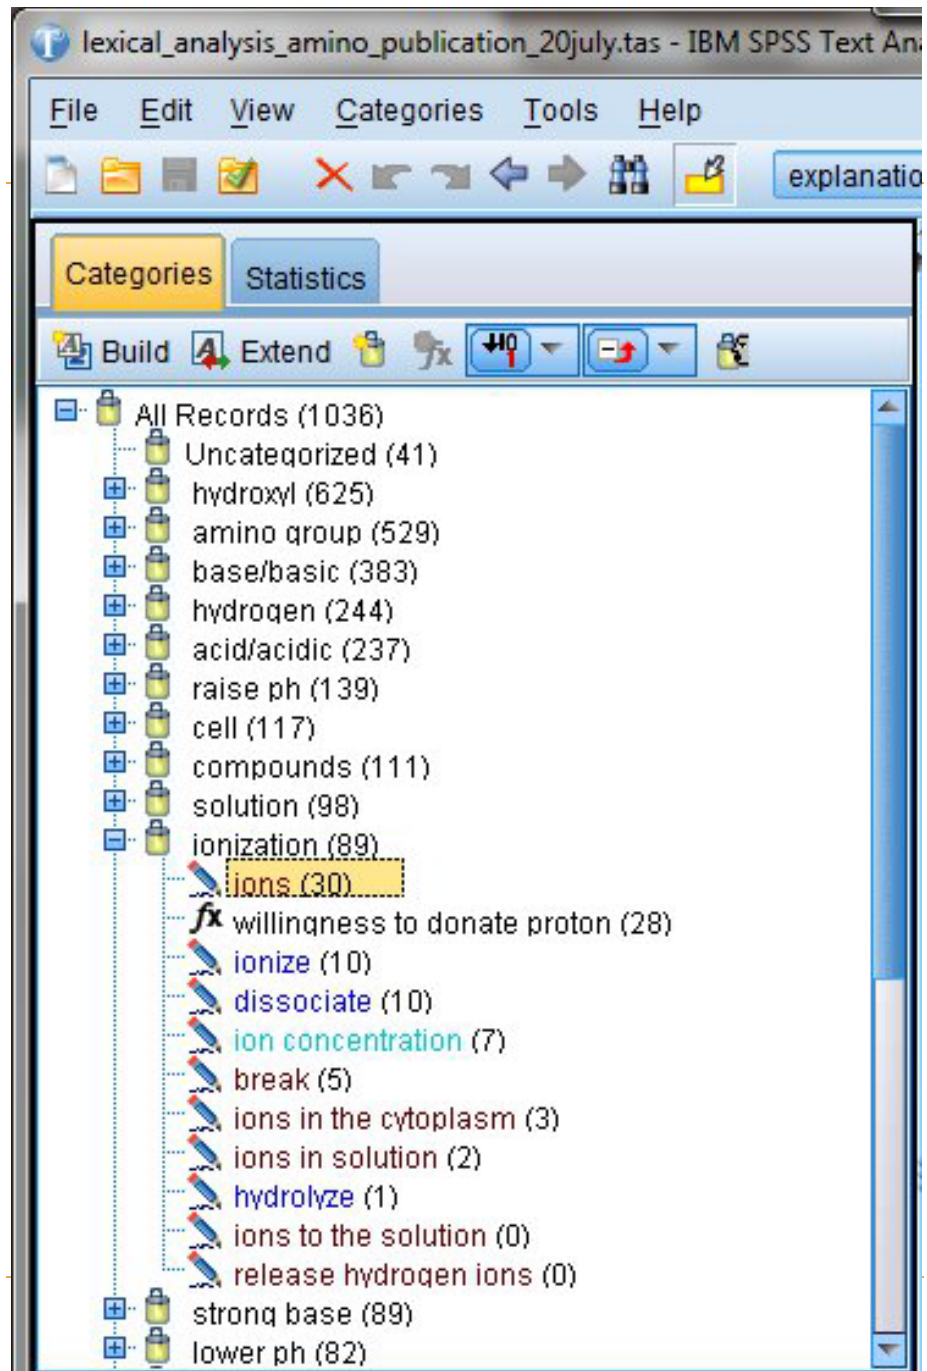 lexical_analysis_amino_publication_20july.tas - IBM SPSS Text An
File Edit View Categories Tools Help
explanatio
Categories Statistics
Build Extend
All Records (1036)
Uncategorized (41)
hydroxyl (625)
amino group (529)
base/basic (383)
hydrogen (244)
acid/acidic (237)
raise ph (139)
cell (117)
compounds (111)
solution (98)
ionization (89)
ions (30)
fx willingness to donate proton (28)
ionize (10)
dissociate (10)
ion concentration (7)
break (5)
ions in the cytoplasm (3)
ions in solution (2)
hydrolyze (1)
ions to the solution (0)
release hydrogen ions (0)
strong base (89)
lower ph (82)